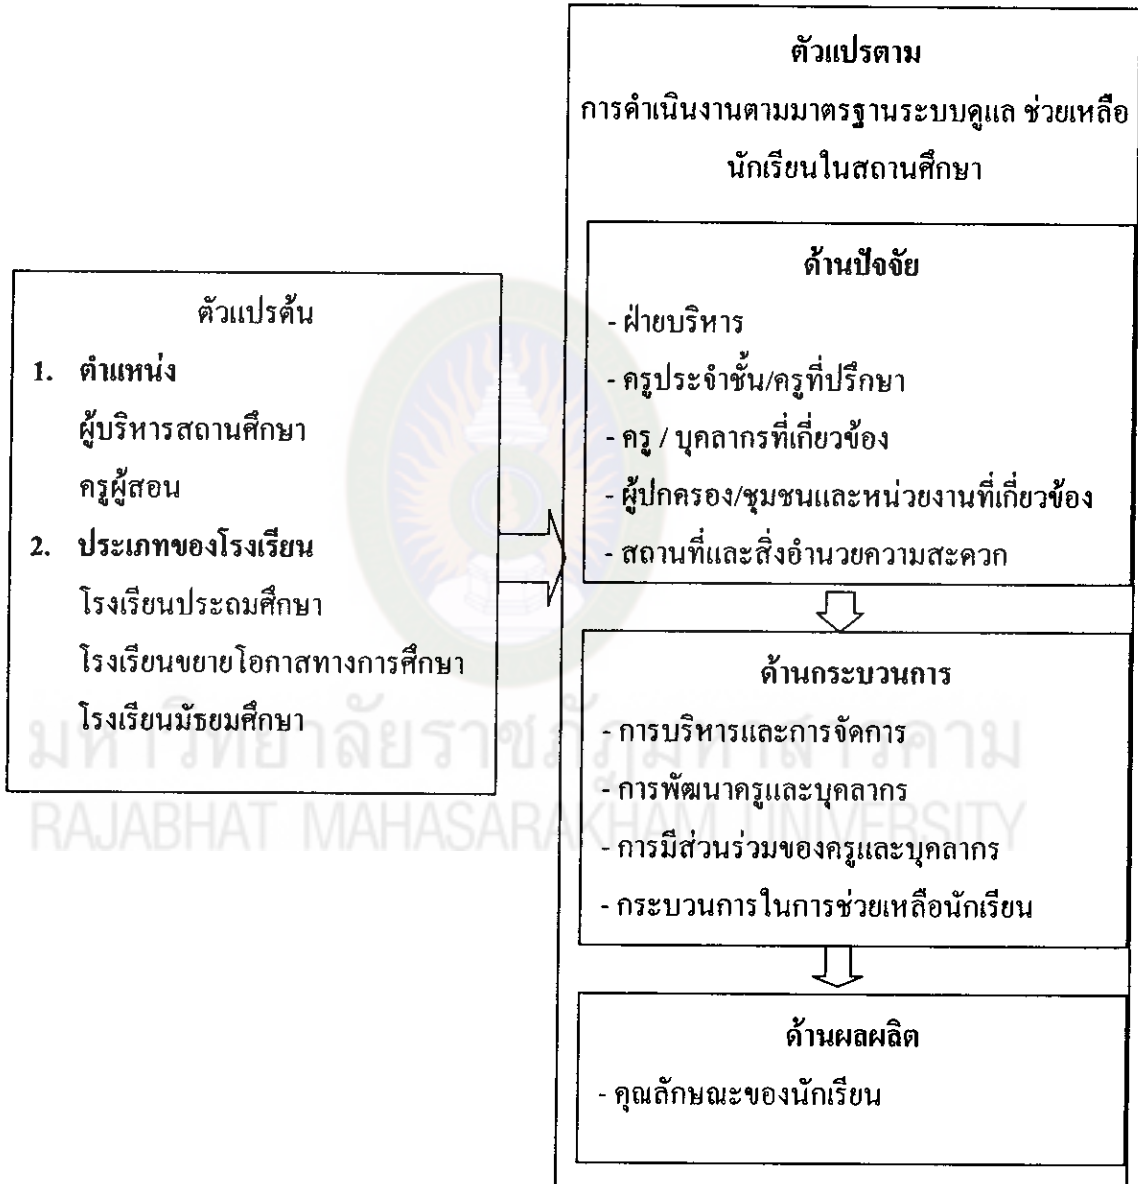 ตัวแปรต้น
1. ตำแหน่ง
ผู้บริหารสถานศึกษา
ครูผู้สอน
2. ประเภทของโรงเรียน
โรงเรียนประถมศึกษา
โรงเรียนขยายโอกาสทางการศึกษา
โรงเรียนมัธยมศึกษา
ตัวแปรตาม
การดำเนินงานตามมาตรฐานระบบดูแล ช่วยเหลือ
นักเรียนในสถานศึกษา
ด้านปัจจัย
- ฝ่ายบริหาร
- ครูประจำชั้น/ครูที่ปรึกษา
- ครู / บุคลากรที่เกี่ยวข้อง
- ผู้ปกครอง/ชุมชนและหน่วยงานที่เกี่ยวข้อง
- สถานที่และสิ่งอำนวยความสะดวก
ด้านกระบวนการ
- การบริหารและการจัดการ
- การพัฒนาครูและบุคลากร
- การมีส่วนร่วมของครูและบุคลากร
- กระบวนการในการช่วยเหลือนักเรียน
ด้านผลผลิต
- คุณลักษณะของนักเรียน
มหาวิทยาลัยราชภัฏมหาสารคาม
RAJABHAT MAHASARAKHAM UNIVERSITY